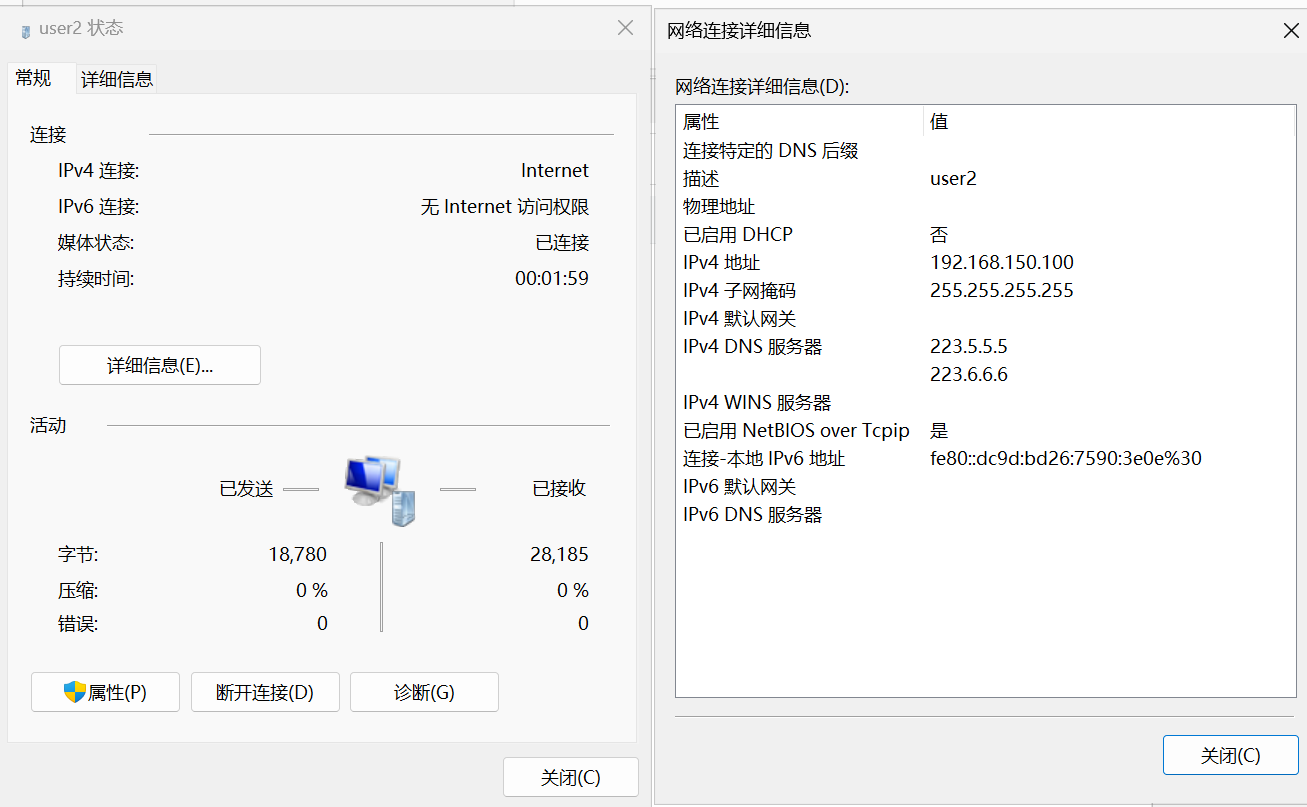 user2 状态
常规
详细信息
连接
IPv4 连接:
Internet
IPv6 连接:
无 Internet 访问权限
媒体状态:
已连接
持续时间:
00:01:59
详细信息(E)...
活动
已发送
已接收
字节:
18,780
28,185
压缩:
0 %
0 %
错误:
0
0
属性(P)
断开连接(D)
诊断(G)
关闭(C)
网络连接详细信息
网络连接详细信息(D):
属性
值
连接特定的 DNS 后缀
描述
user2
物理地址
已启用 DHCP
否
IPv4 地址
192.168.150.100
IPv4 子网掩码
255.255.255.255
IPv4 默认网关
IPv4 DNS 服务器
223.5.5.5
223.6.6.6
IPv4 WINS 服务器
已启用 NetBIOS over Tcpip
是
连接-本地 IPv6 地址
fe80::dc9d:bd26:7590:3e0e%30
IPv6 默认网关
IPv6 DNS 服务器
关闭(C)